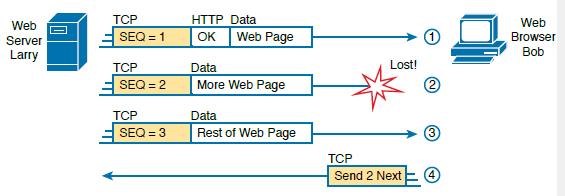 Web
Server
Larry
TCP HTTP Data
SEQ = 1 OK Web Page
1
Web
Browser
Bob
TCP Data
Lost!
SEQ = 2 More Web Page
2
TCP Data
SEQ = 3 Rest of Web Page
3
TCP
Send 2 Next
4